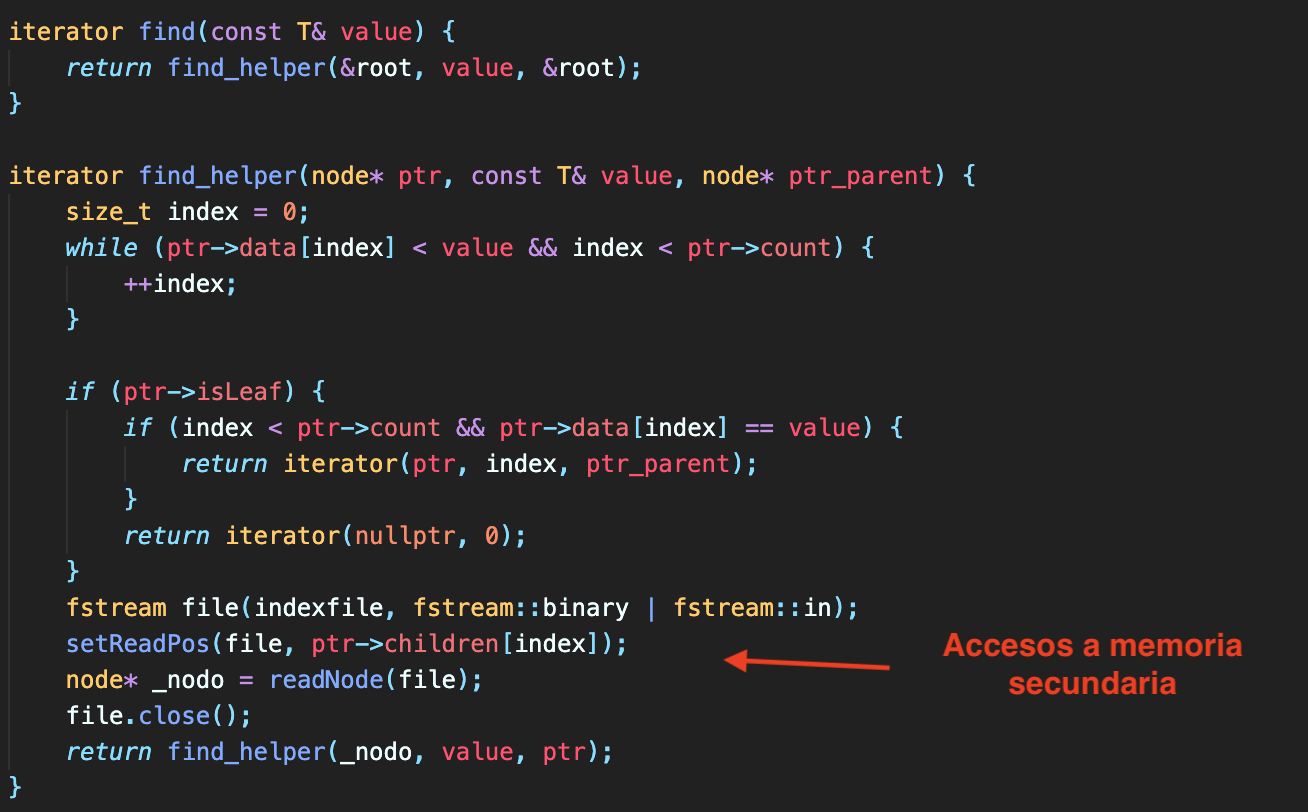 iterator find(const T& value) {
    return find_helper(&root, value, &root);
}

iterator find_helper(node* ptr, const T& value, node* ptr_parent) {
    size_t index = 0;
    while (ptr->data[index] < value && index < ptr->count) {
        ++index;
    }

    if (ptr->isLeaf) {
        if (index < ptr->count && ptr->data[index] == value) {
            return iterator(ptr, index, ptr_parent);
        }
        return iterator(nullptr, 0);
    }
    fstream file(indexfile, fstream::binary | fstream::in);
    setReadPos(file, ptr->children[index]);
    node* _nodo = readNode(file);
    file.close();
    return find_helper(_nodo, value, ptr);
}
Accesos a memoria
secundaria